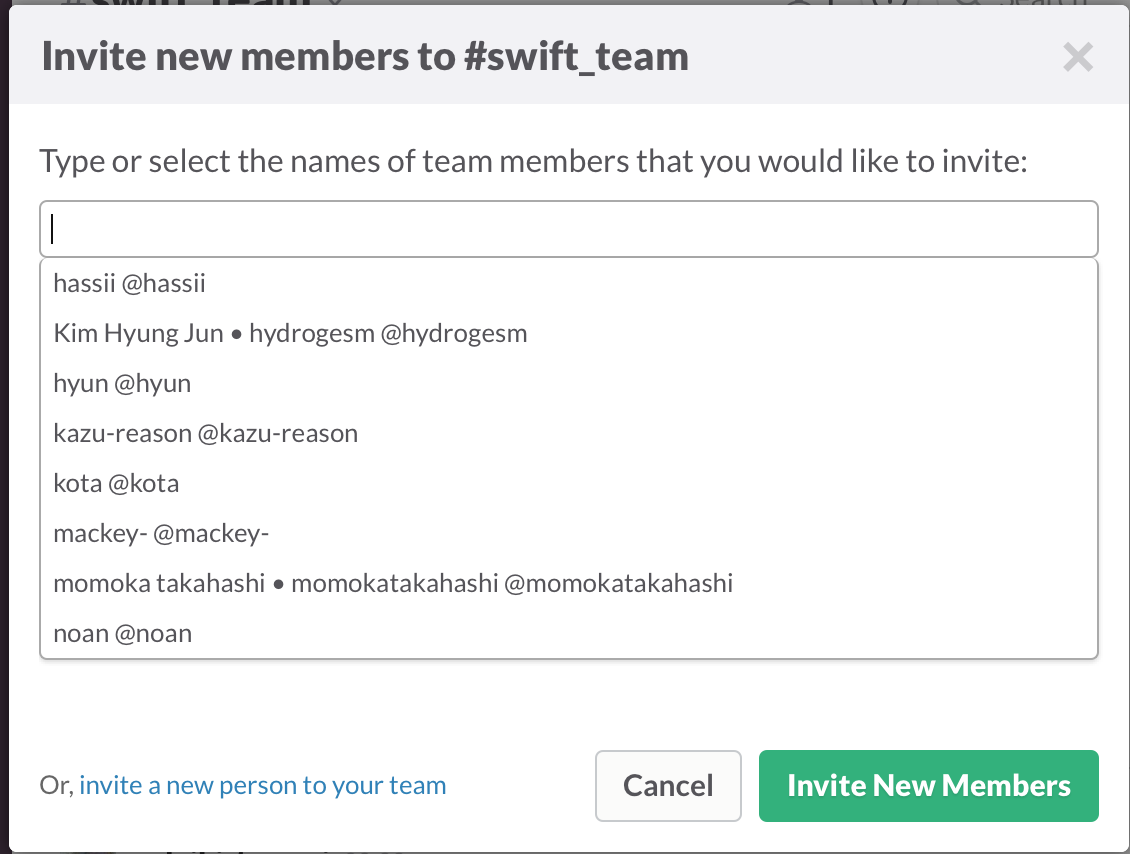 Invite new members to #swift_team
Type or select the names of team members that you would like to invite:
hassii @hassii
Kim Hyung Jun • hydrogesm @hydrogesm
hyun @hyun
kazu-reason @kazu-reason
kota @kota
mackey- @mackey-
momoka takahashi • momokatakahashi @momokatakahashi
noan @noan
Or, invite a new person to your team
Cancel
Invite New Members